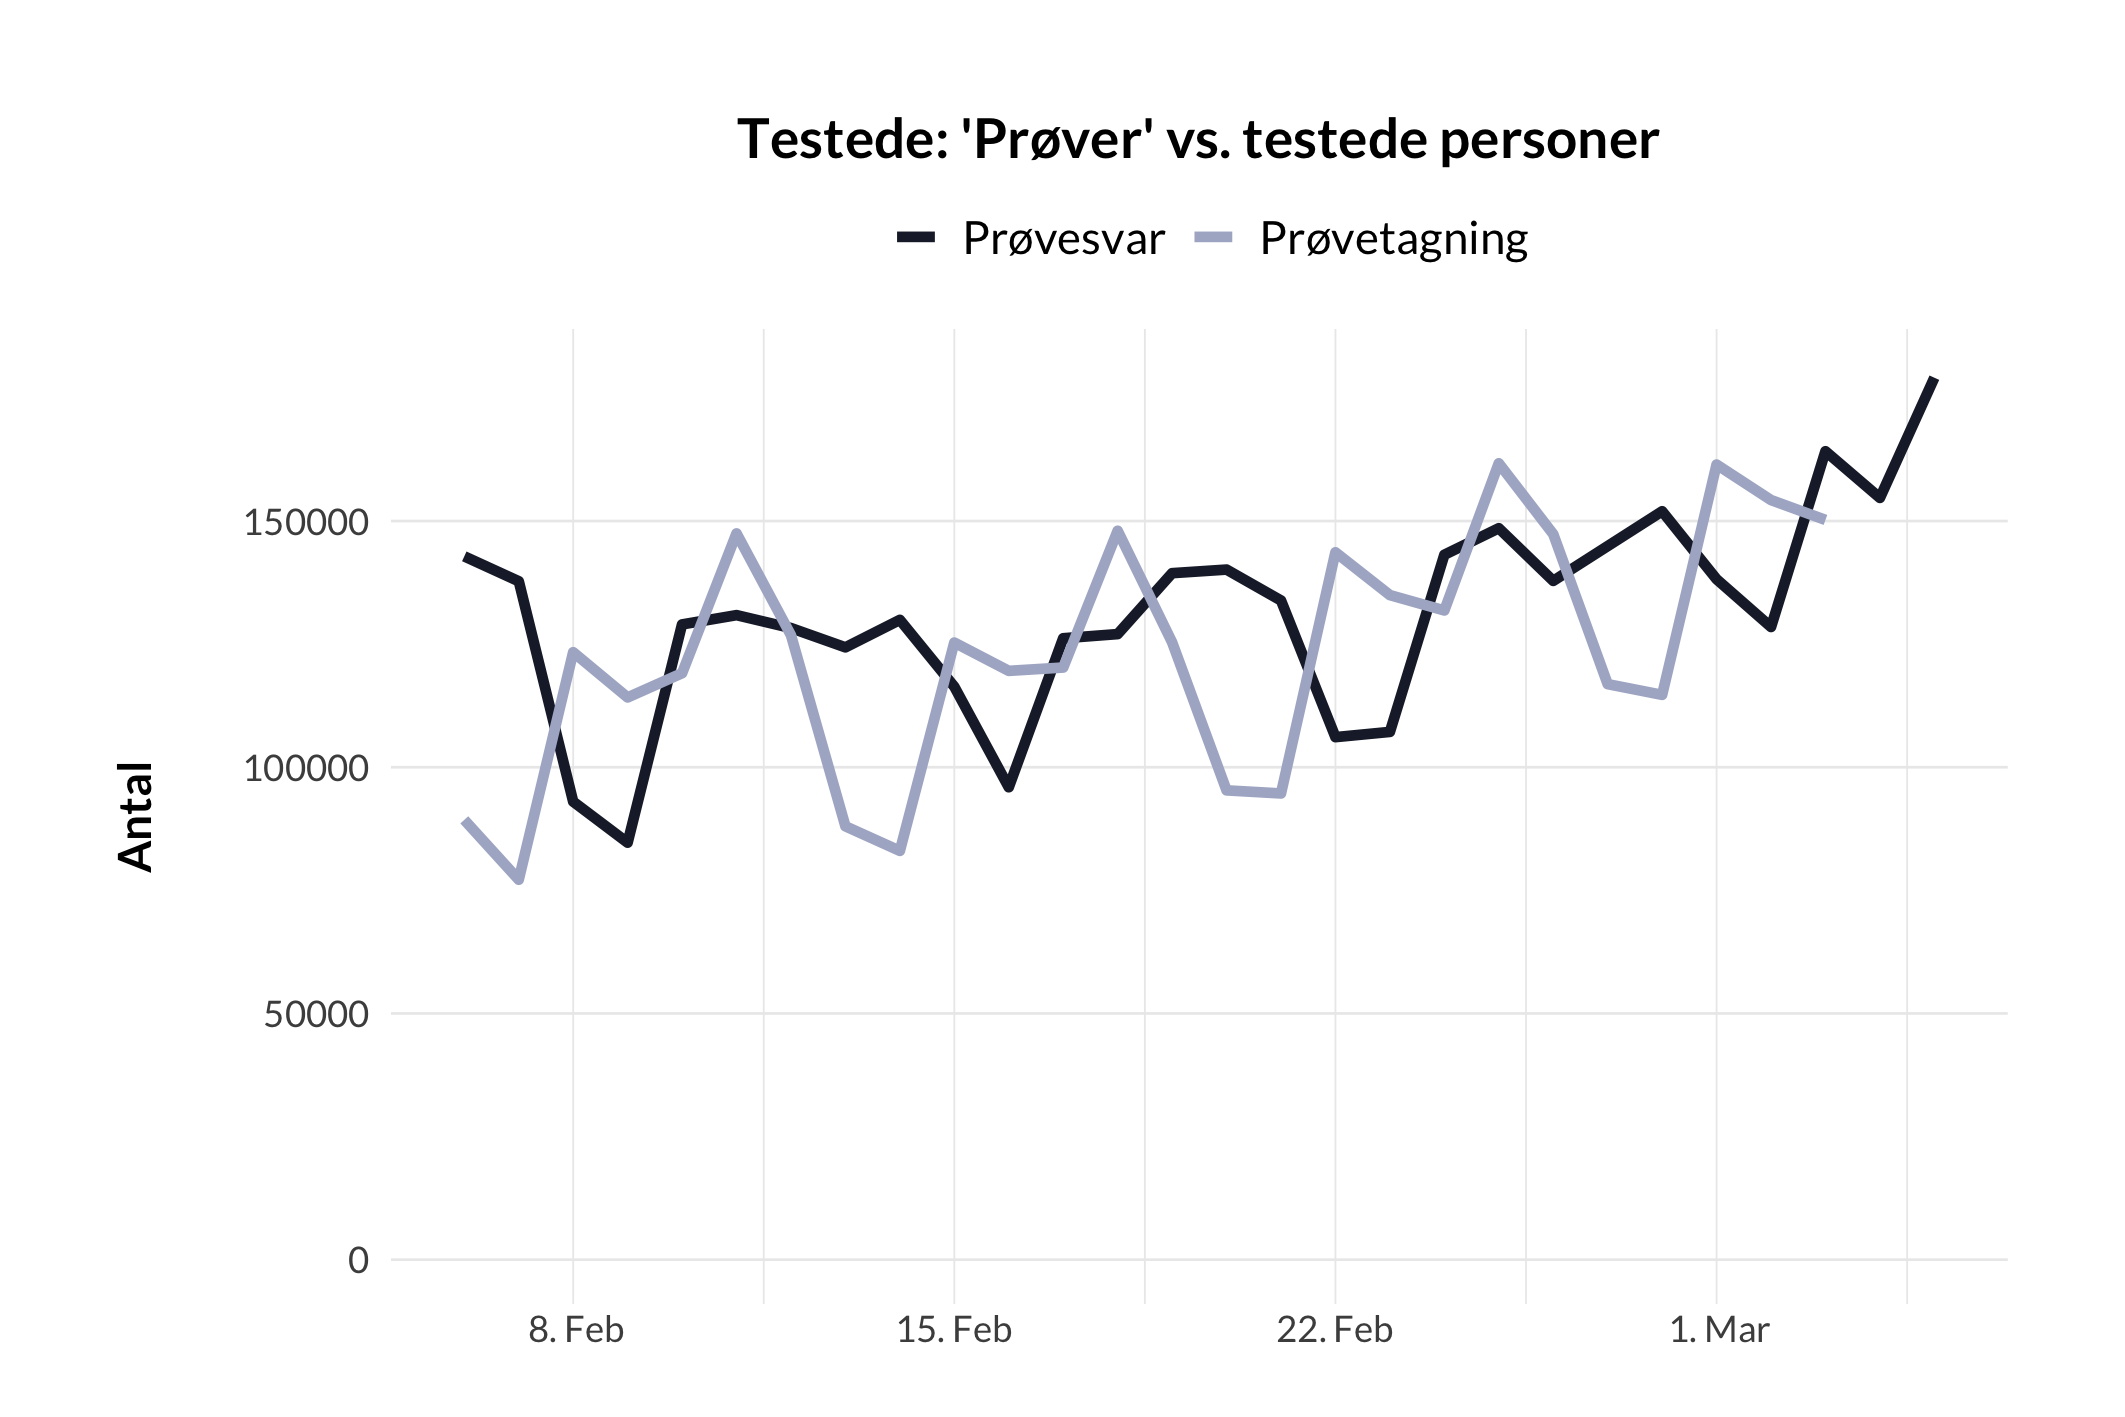 Testede: 'Prøver' vs. testede personer
Prøvesvar Prøvetagning
Antal
150000
100000
50000
0
8. Feb 15. Feb 22. Feb 1. Mar